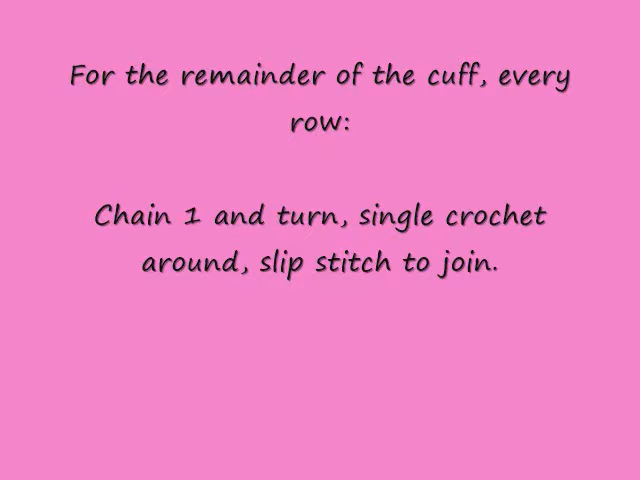 For the remainder of the cuff, every
row:
Chain 1 and turn, single crochet
around, slip stitch to join.